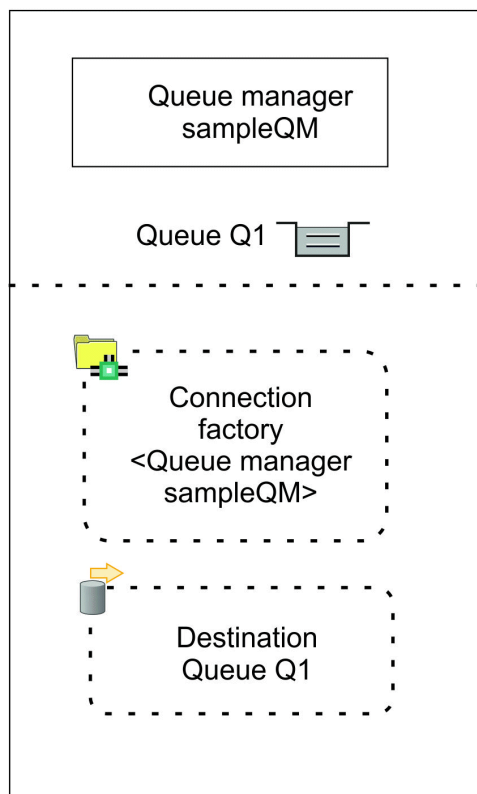 Queue manager
sampleQM
Queue Q1
Connection
factory
<Queue manager
sampleQM>
Destination
Queue Q1